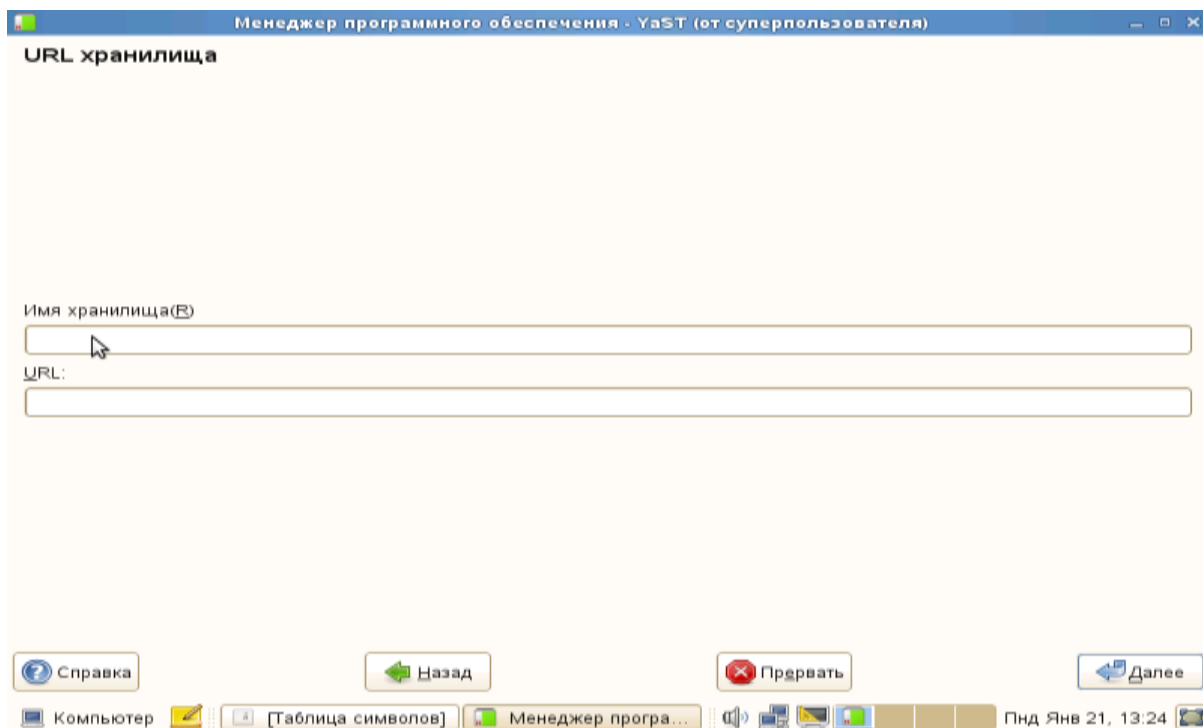 Менеджер программного обеспечения - YaST (от суперпользователя)
URL хранилища
Имя хранилища(R)
URL:
Справка
Назад
Прервать
Далее
Компьютер
[Таблица символов]
Менеджер програ...
Пнд Янв 21, 13:24